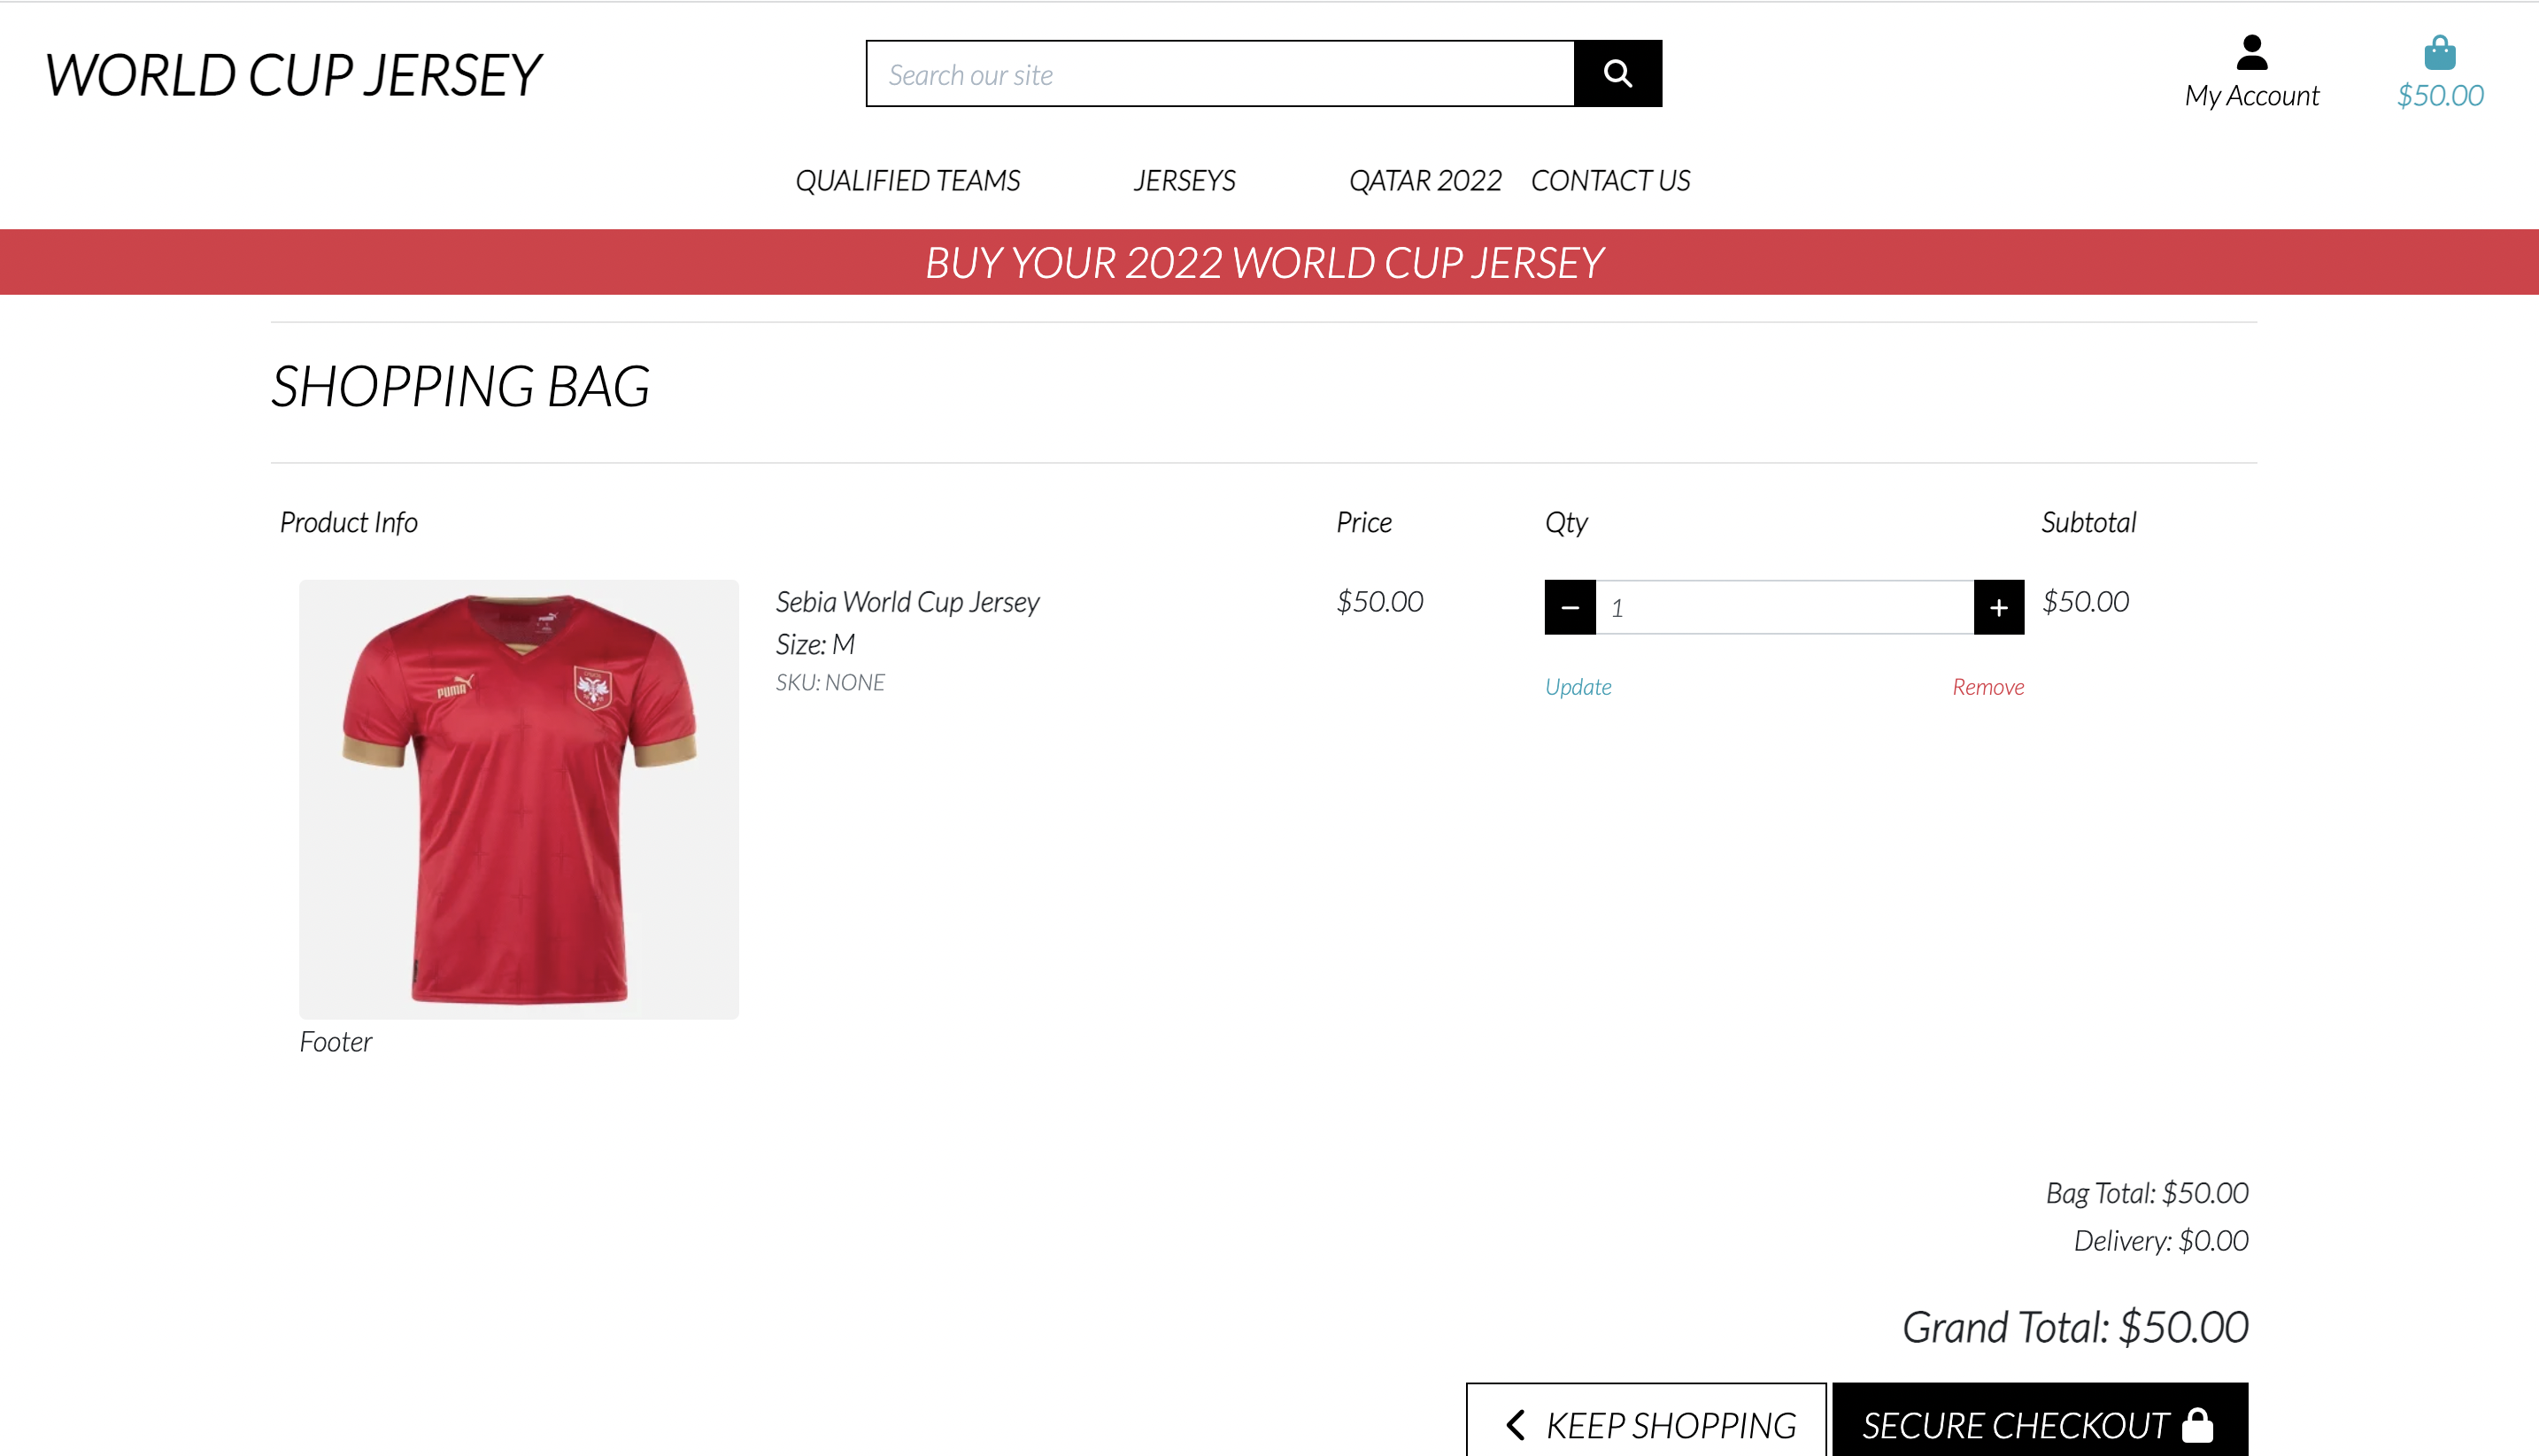 WORLD CUP JERSEY
Search our site
My Account
$50.00
QUALIFIED TEAMS JERSEYS QATAR 2022 CONTACT US
BUY YOUR 2022 WORLD CUP JERSEY
SHOPPING BAG
Product Info Price Qty Subtotal
Sebia World Cup Jersey $50.00 1 $50.00
Size: M
SKU: NONE
Update Remove
PUMA
Footer
Bag Total: $50.00
Delivery: $0.00
Grand Total: $50.00
KEEP SHOPPING SECURE CHECKOUT